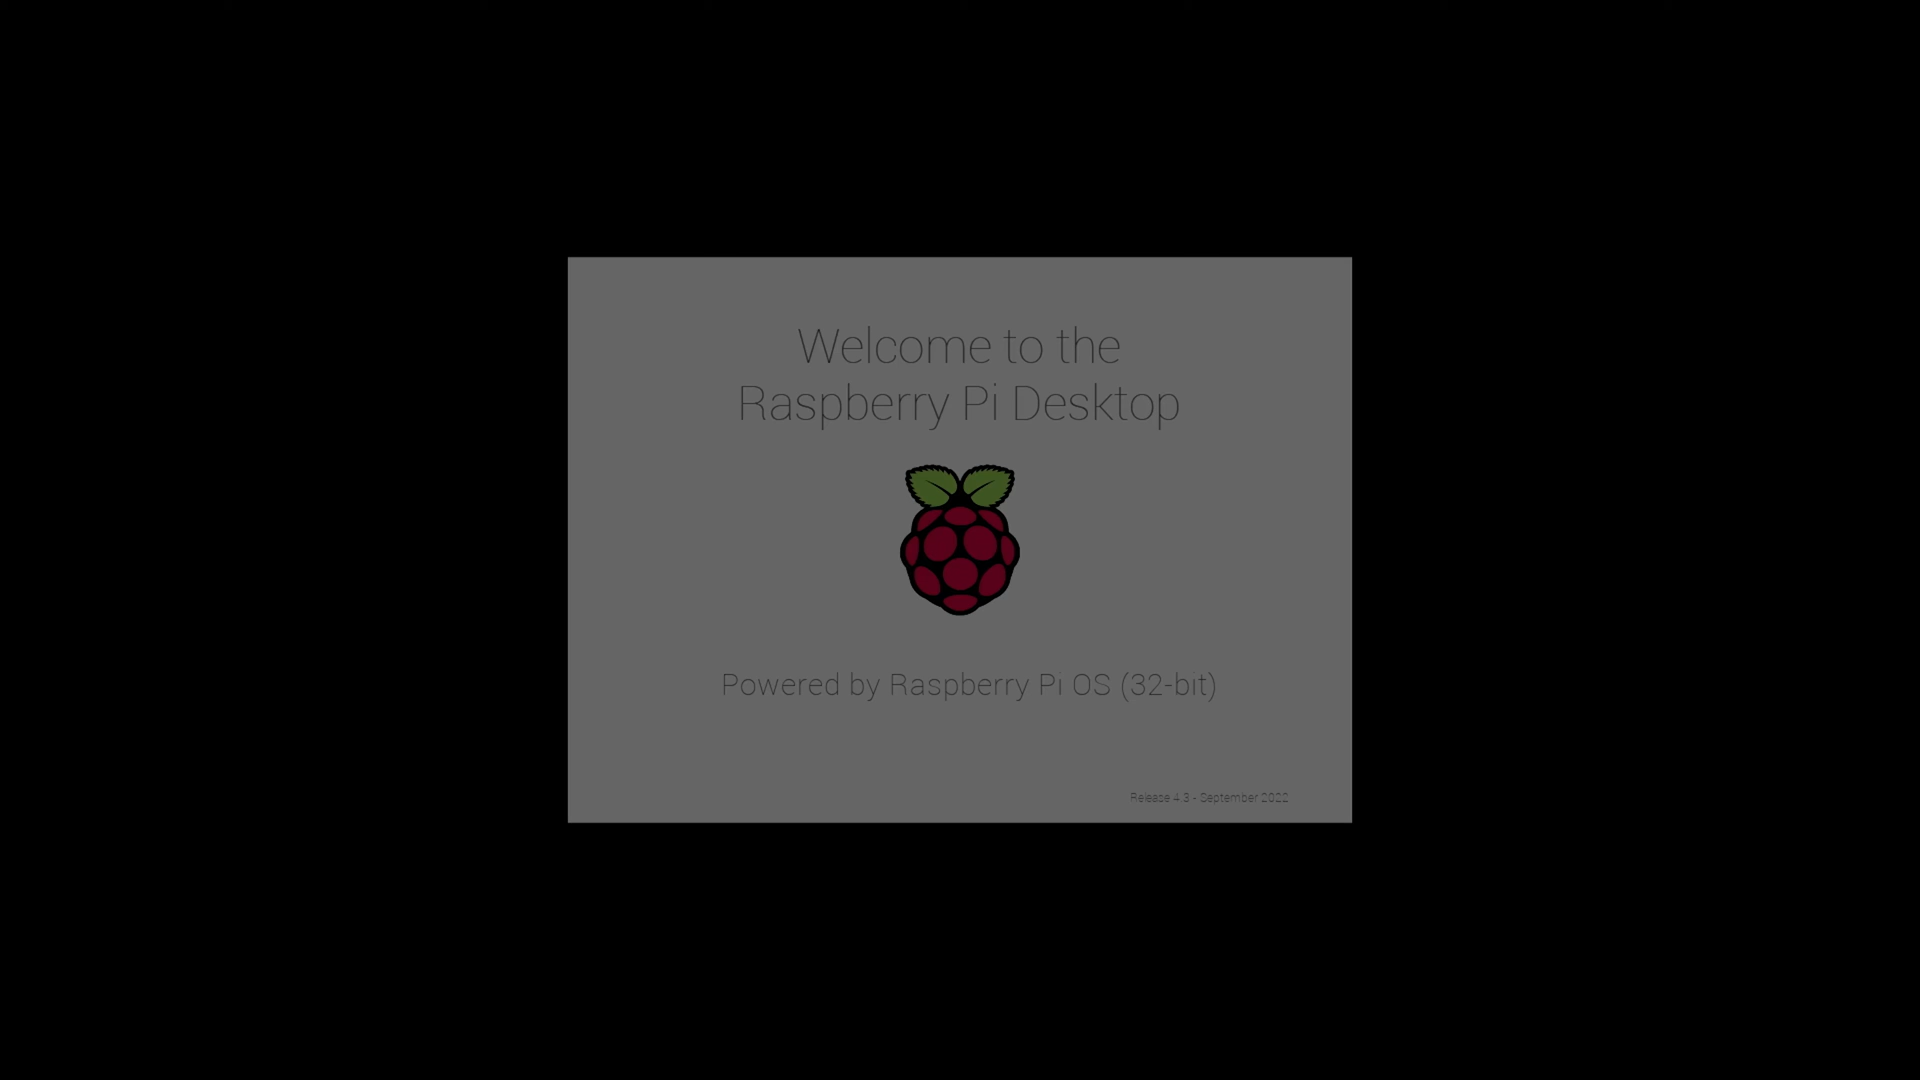 Welcome to the
Raspberry Pi Desktop
Powered by Raspberry Pi OS (32-bit)
Release 4.3 - September 2022